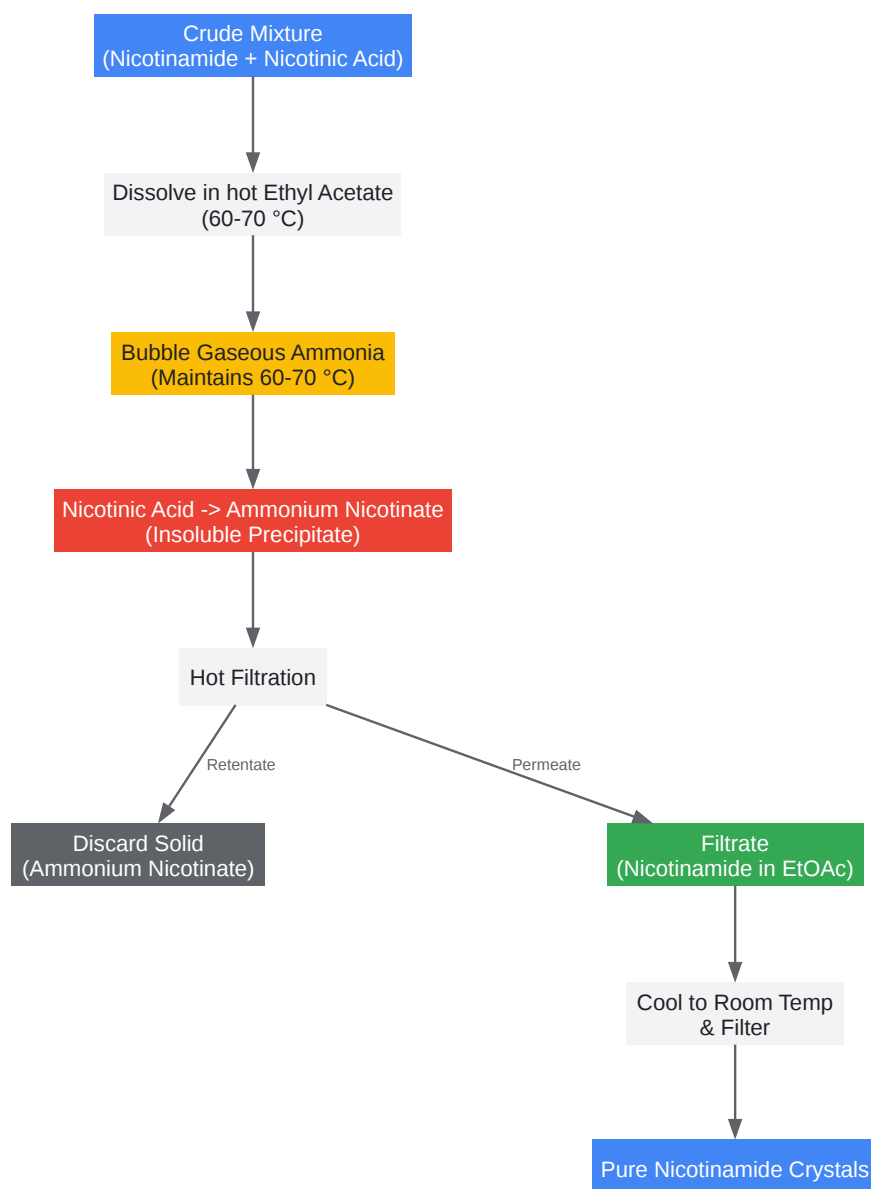 Crude Mixture
(Nicotinamide + Nicotinic Acid)
Dissolve in hot Ethyl Acetate
(60-70 °C)
Bubble Gaseous Ammonia
(Maintains 60-70 °C)
Nicotinic Acid -> Ammonium Nicotinate
(Insoluble Precipitate)
Hot Filtration
Retentate
Permeate
Discard Solid
(Ammonium Nicotinate)
Filtrate
(Nicotinamide in EtOAc)
Cool to Room Temp
& Filter
Pure Nicotinamide Crystals